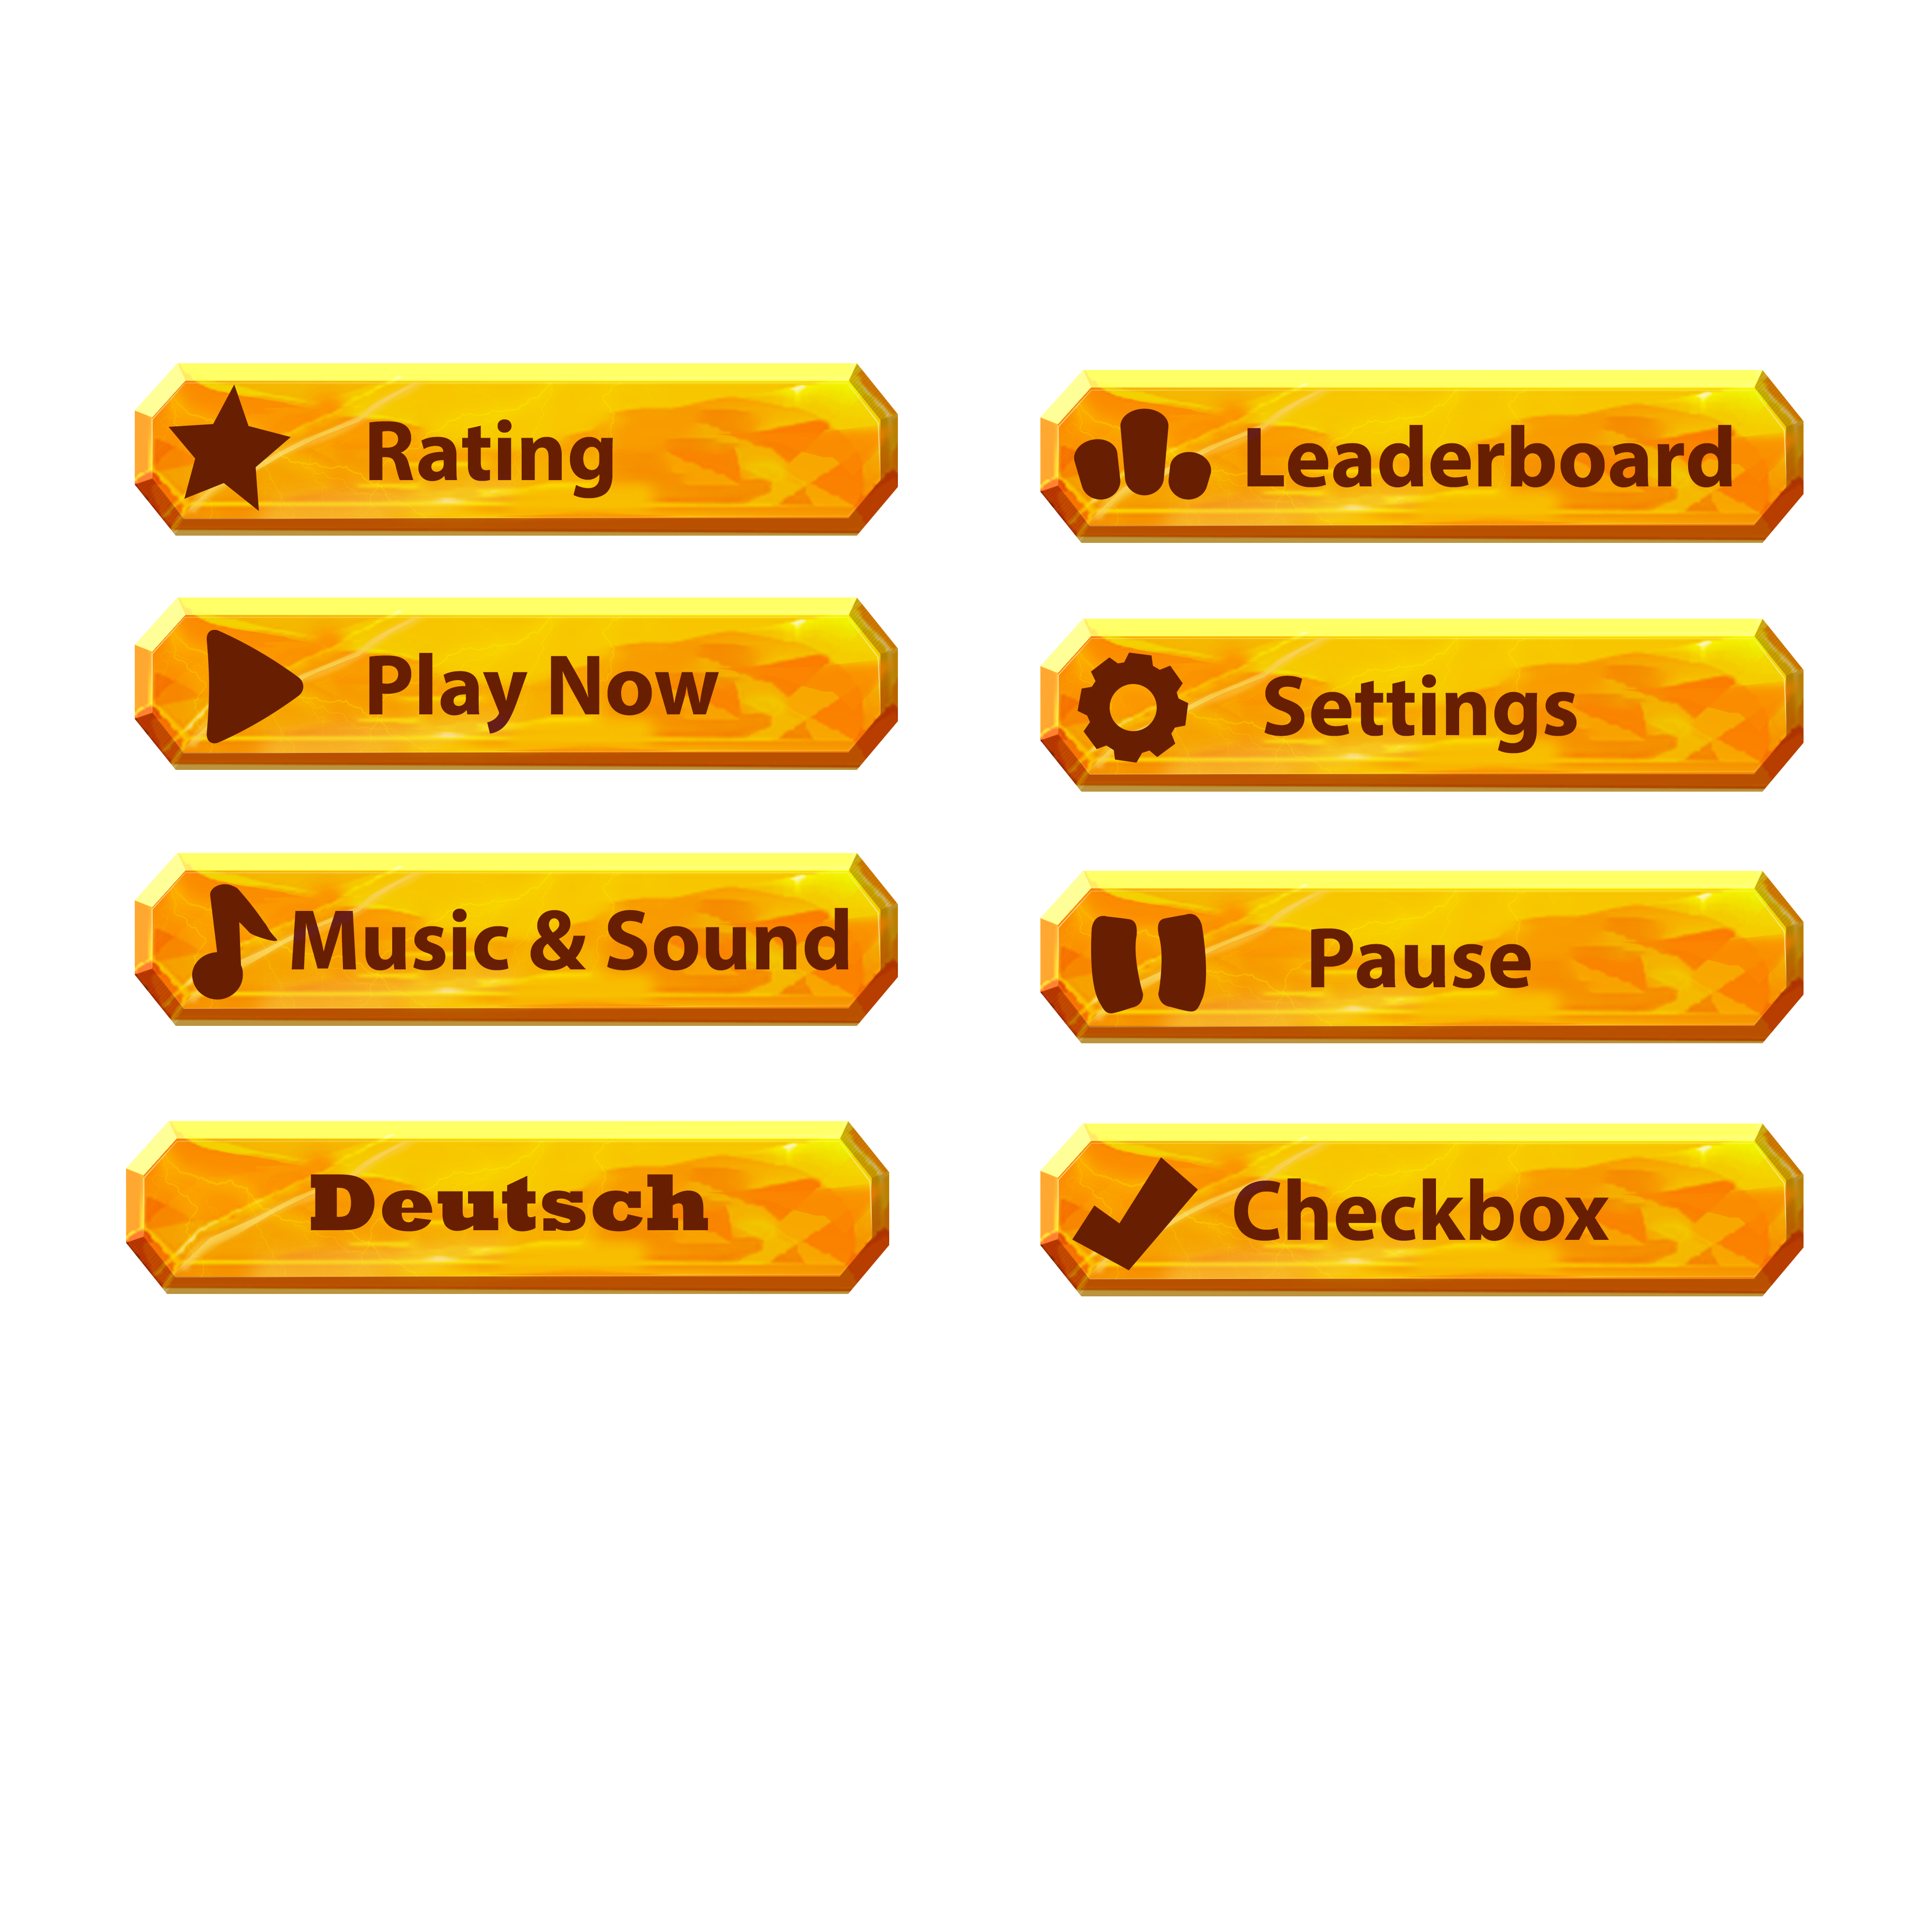 Rating
Leaderboard
Play Now
Settings
Music & Sound
Pause
Deutsch
Checkbox